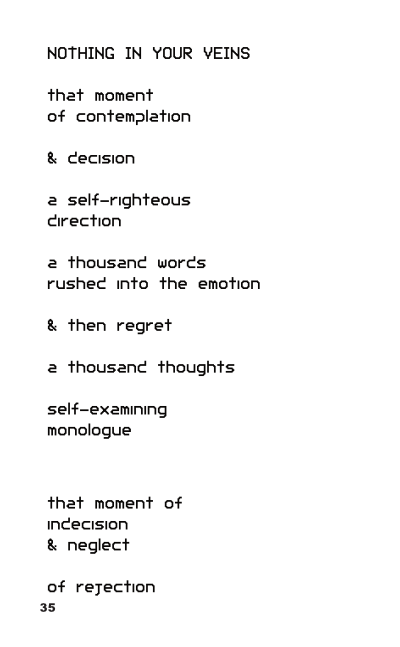 NOTHING IN YOUR VEINS
that moment
of contemplation
& decision
a self-righteous
direction
a thousand words
rushed into the emotion
& then regret
a thousand thoughts
self-examining
monologue
that moment of
indecision
& neglect
of rejection
35